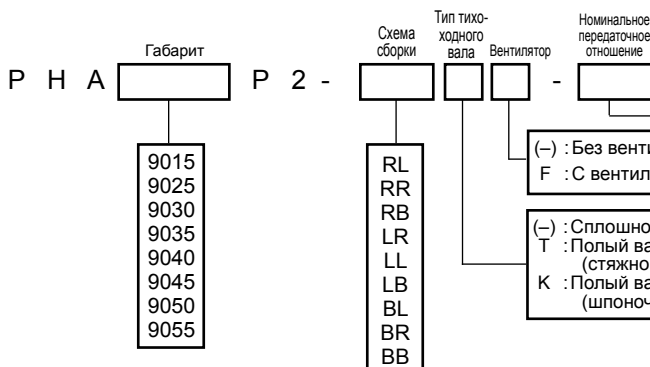 Габарит
Схема
сборки
Тип тихо-
ходного
вала
Вентилятор
Номинальное
передаточное
отношение
P H A P 2 - -
9015
9025
9030
9035
9040
9045
9050
9055
RL
RR
RB
LR
LL
LB
BL
BR
BB
(–) : Без венти
F : С вентил
(–) : Сплошно
T : Полый ва
(стяжно
K : Полый ва
(шпоноч